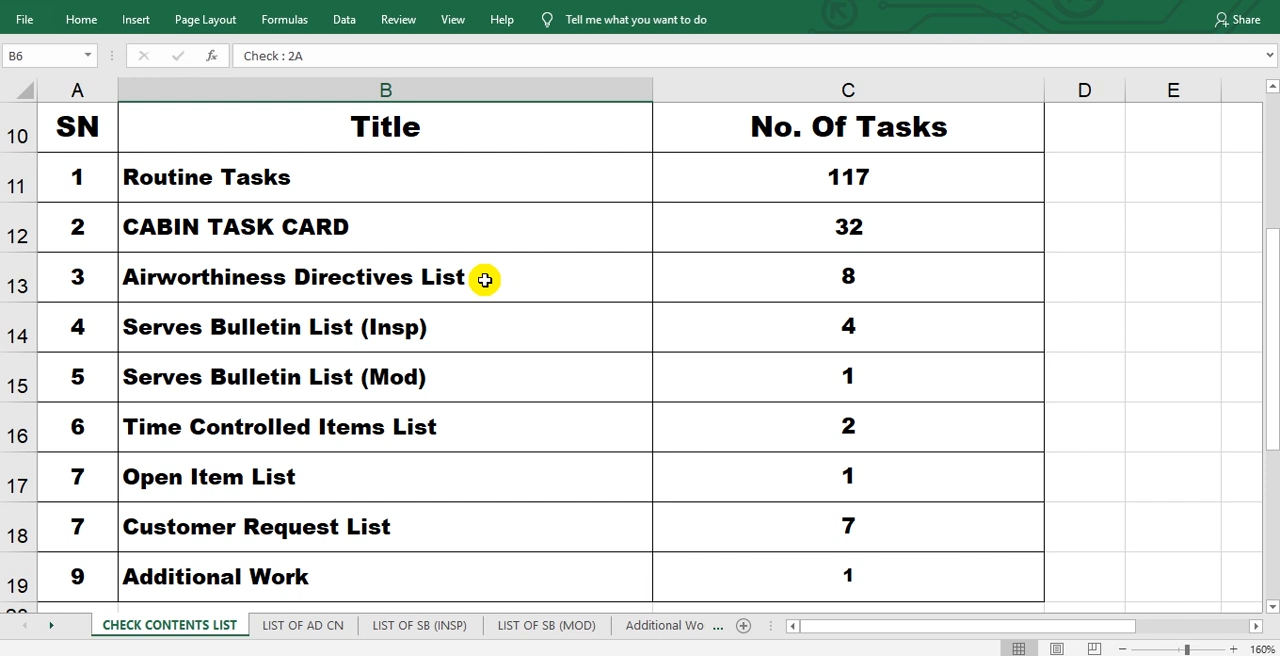 File Home Insert Page Layout Formulas Data Review View Help Tell me what you want to do Share
B6 fx Check : 2A
A B C D E
10 SN Title No. Of Tasks
11 1 Routine Tasks 117
12 2 CABIN TASK CARD 32
13 3 Airworthiness Directives List 8
14 4 Serves Bulletin List (Insp) 4
15 5 Serves Bulletin List (Mod) 1
16 6 Time Controlled Items List 2
17 7 Open Item List 1
18 7 Customer Request List 7
19 9 Additional Work 1
CHECK CONTENTS LIST LIST OF AD CN LIST OF SB (INSP) LIST OF SB (MOD) Additional Wo ...
160%